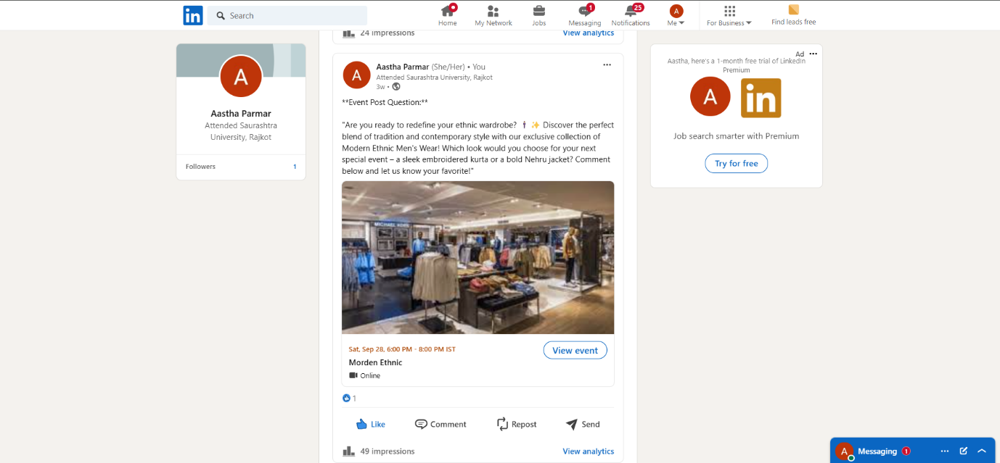 in
Search
Home
My Network
Jobs
1
Messaging
25
Notifications
A
Me
For Business
Find leads free
24 impressions
View analytics
A
Aastha Parmar
Attended Saurashtra
University, Rajkot
Followers 1
A
Aastha Parmar (She/Her) • You
Attended Saurashtra University, Rajkot
3w •
**Event Post Question:**
"Are you ready to redefine your ethnic wardrobe? 🕴️ ✨ Discover the perfect
blend of tradition and contemporary style with our exclusive collection of
Modern Ethnic Men's Wear! Which look would you choose for your next
special event – a sleek embroidered kurta or a bold Nehru jacket? Comment
below and let us know your favorite!"
MICHAEL KORS
Sat, Sep 28, 6:00 PM - 8:00 PM IST
View event
Morden Ethnic
Online
1
Like
Comment
Repost
Send
49 impressions
View analytics
Ad
Aastha, here's a 1-month free trial of LinkedIn
Premium
A
in
Job search smarter with Premium
Try for free
A
Messaging 1